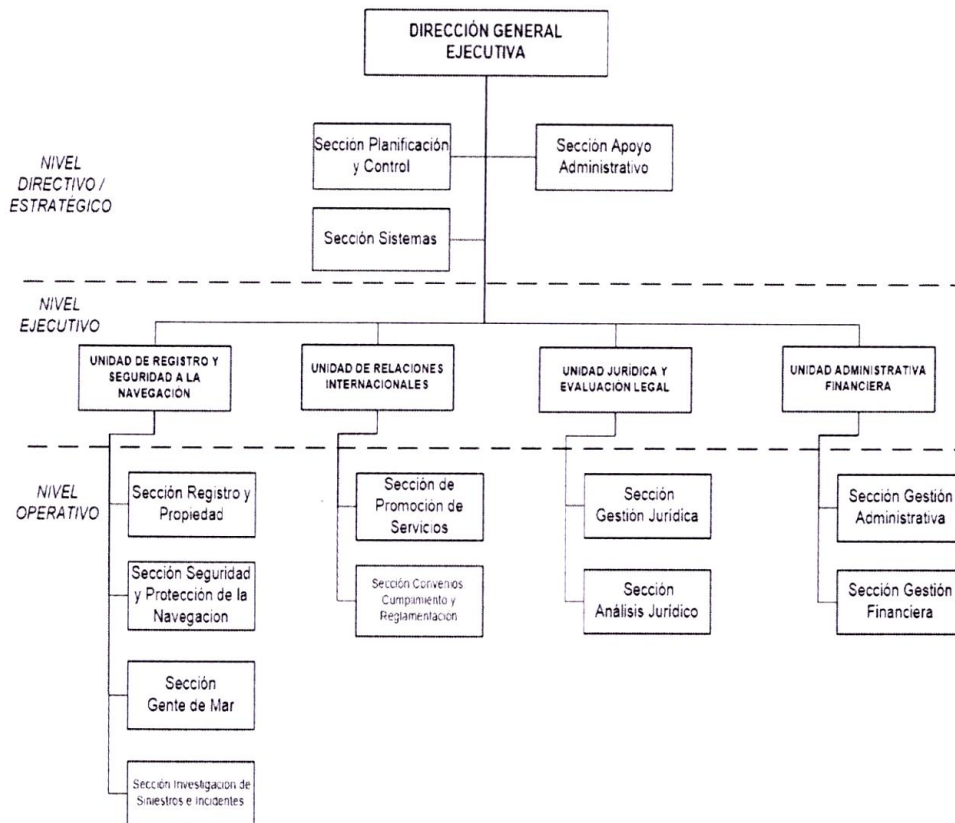 DIRECCIÓN GENERAL
EJECUTIVA
Sección Planificación
y Control
Sección Apoyo
Administrativo
NIVEL
DIRECTIVO /
ESTRATÉGICO
Sección Sistemas
NIVEL
EJECUTIVO
UNIDAD DE REGISTRO Y
SEGURIDAD A LA
NAVEGACIÓN
UNIDAD DE RELACIONES
INTERNACIONALES
UNIDAD JURÍDICA Y
EVALUACIÓN LEGAL
UNIDAD ADMINISTRATIVA
FINANCIERA
NIVEL
OPERATIVO
Sección Registro y
Propiedad
Sección de
Promoción de
Servicios
Sección
Gestión Jurídica
Sección Gestión
Administrativa
Sección Seguridad
y Protección de la
Navegacion
Sección Convenios
Cumplimiento y
Reglamentación
Sección
Análisis Jurídico
Sección Gestión
Financiera
Sección
Gente de Mar
Sección Investigacion de
Siniestros e Incidentes